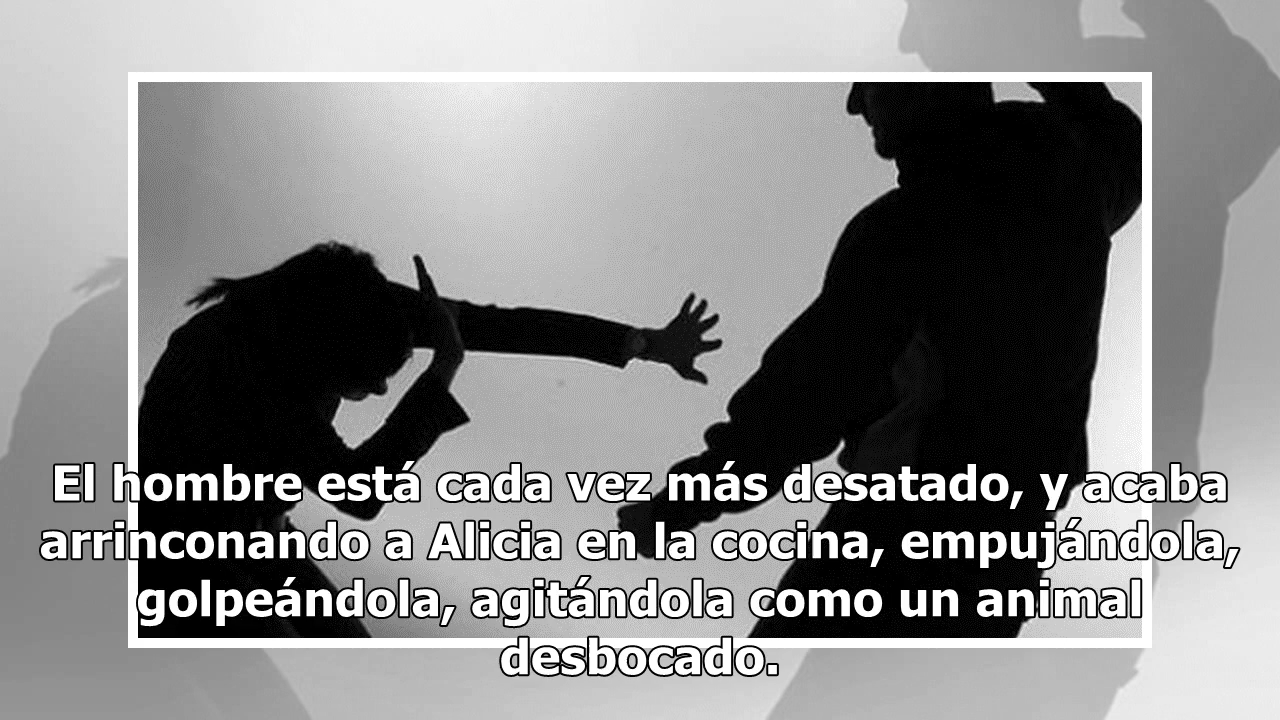 El hombre está cada vez más desatado, y acaba
arrinconando a Alicia en la cocina, empujándola,
golpeándola, agitándola como un animal
desbocado.